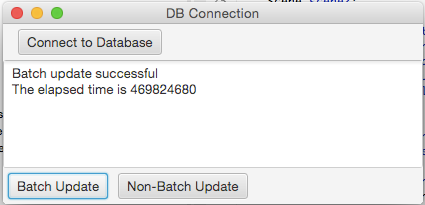 DB Connection
Connect to Database
Batch update successful
The elapsed time is 469824680
Batch Update
Non-Batch Update